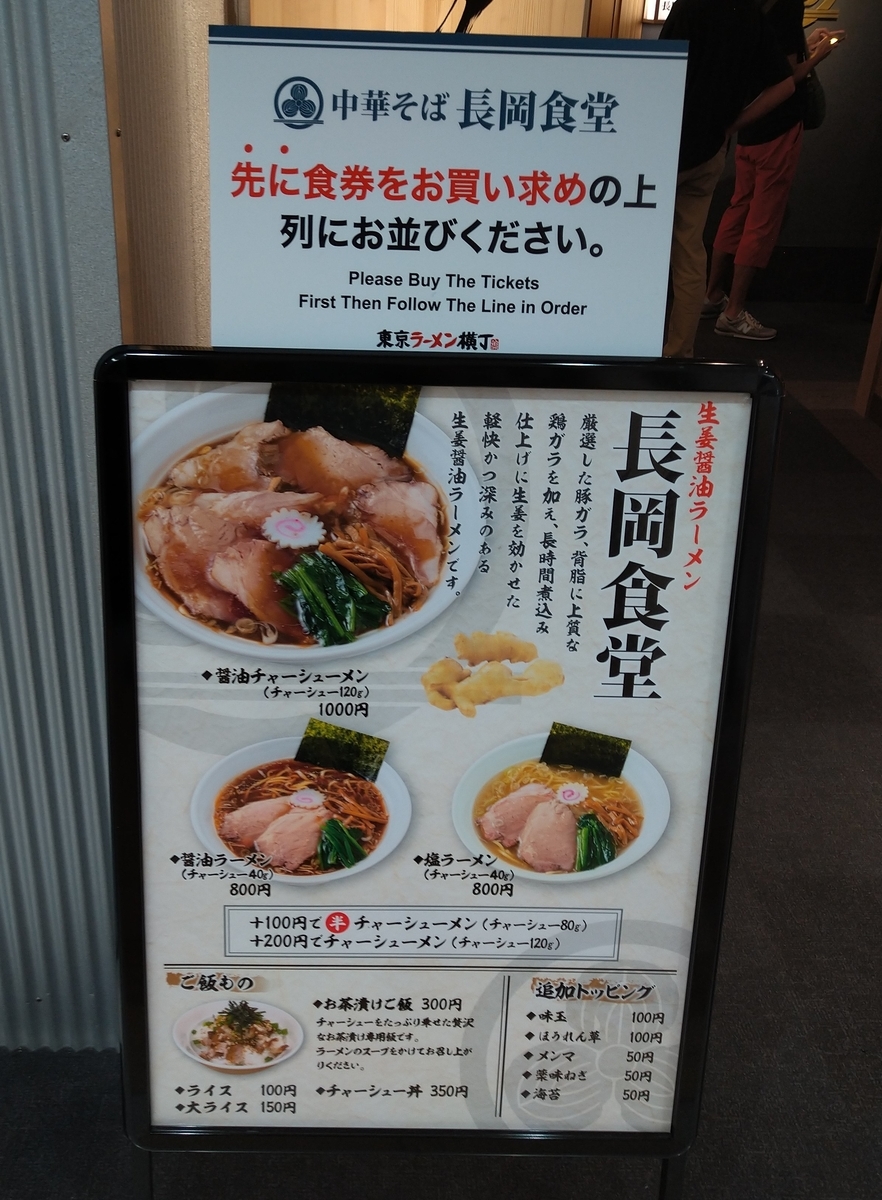 中華そば 長岡食堂
先に食券をお買い求めの上
列にお並びください。
Please Buy The Tickets
First Then Follow The Line in Order
東京ラーメン横丁
生姜醤油ラーメン
長岡食堂
厳選した豚ガラ、背脂に上質な
鶏ガラを加え、長時間煮込み
仕上げに生姜を効かせた
軽快かつ深みのある
生姜醤油ラーメンです。
◆醤油チャーシューメン
(チャーシュー120g)
1000円
◆醤油ラーメン
(チャーシュー40g)
800円
◆塩ラーメン
(チャーシュー40g)
800円
+100円で半チャーシューメン(チャーシュー80g)
+200円でチャーシューメン(チャーシュー120g)
ご飯もの
◆お茶漬けご飯 300円
チャーシューをたっぷり乗せた贅沢
なお茶漬け専用飯です。
ラーメンのスープをかけてお召し上が
りください。
◆ライス 100円
◆大ライス 150円
◆チャーシュー丼 350円
追加トッピング
◆味玉 100円
◆ほうれん草 100円
◆メンマ 50円
◆薬味ねぎ 50円
◆海苔 50円